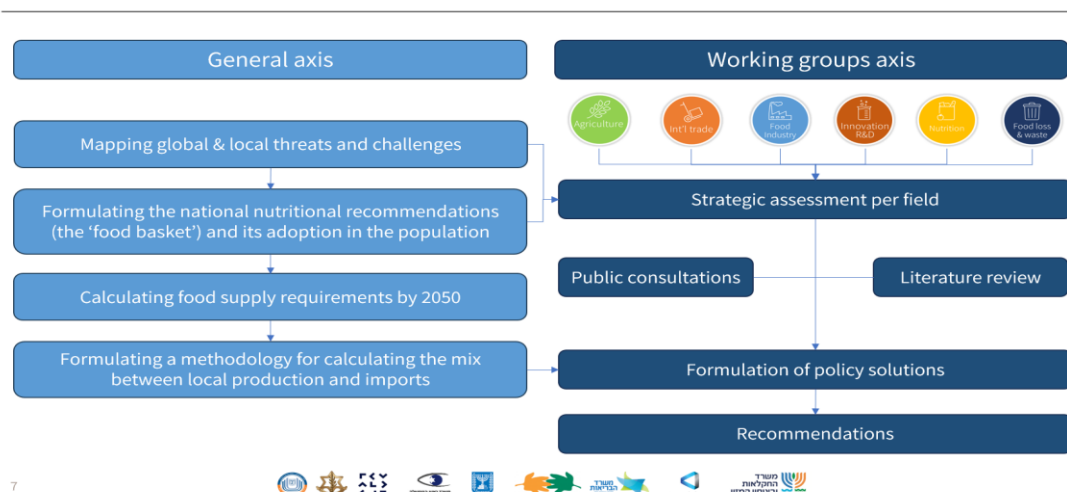 General axis
Working groups axis
Agriculture
Int'l trade
Food
Industry
Innovation
R&D
Nutrition
Food loss
& waste
Mapping global & local threats and challenges
Formulating the national nutritional recommendations
(the 'food basket') and its adoption in the population
Calculating food supply requirements by 2050
Formulating a methodology for calculating the mix
between local production and imports
Strategic assessment per field
Public consultations
Literature review
Formulation of policy solutions
Recommendations
7
משרד
הבריאות
משרד
החקלאות